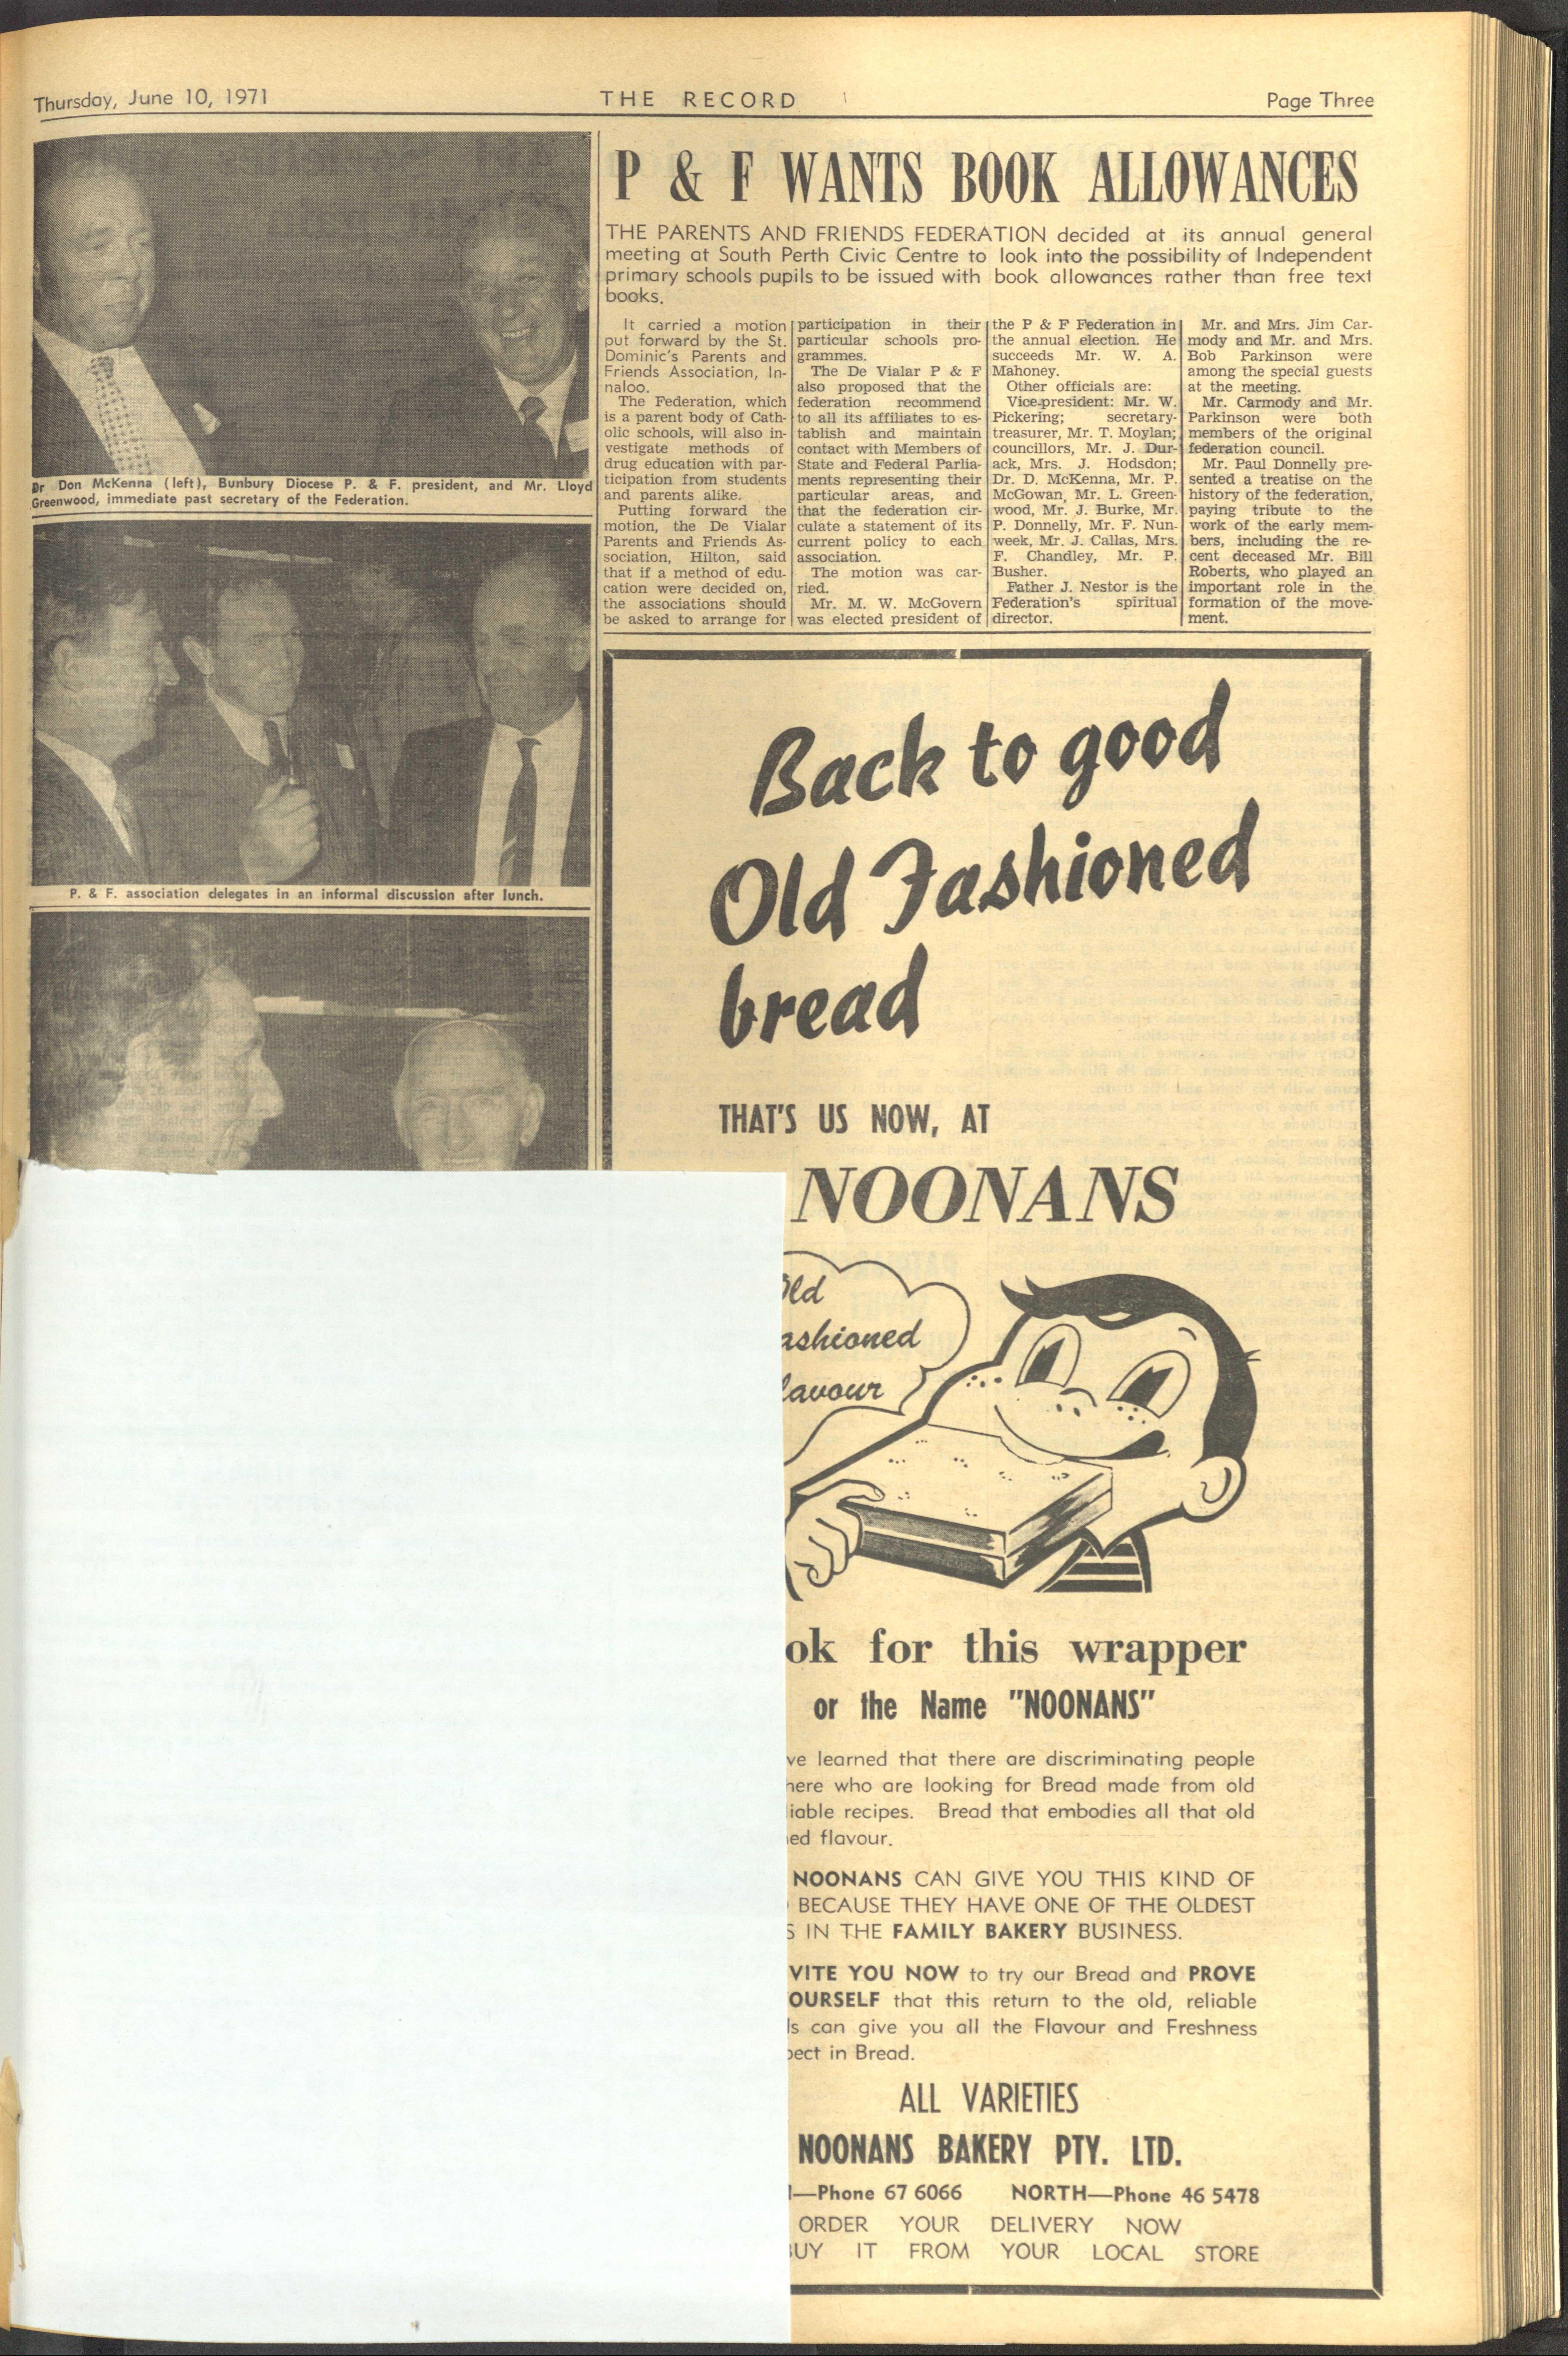 Thursday, June 10, 1971
THE RECORD
Page Three
Dr Don McKenna (left), Bunbury Diocese P. & F. president, and Mr. Lloyd
Greenwood, immediate past secretary of the Federation.
P. & F. association delegates in an informal discussion after lunch.
P & F WANTS BOOK ALLOWANCES
THE PARENTS AND FRIENDS FEDERATION decided at its annual general
meeting at South Perth Civic Centre to look into the possibility of Independent
primary schools pupils to be issued with book allowances rather than free text
books.
It carried a motion
put forward by the St.
Dominic's Parents and
Friends Association, In-
naloo.
The Federation, which
is a parent body of Cath-
olic schools, will also in-
vestigate methods of
drug education with par-
ticipation from students
and parents alike.
Putting forward the
motion, the De Vialar
Parents and Friends As-
sociation, Hilton, said
that if a method of edu-
cation were decided on,
the associations should
be asked to arrange for
participation in their
particular schools pro-
grammes.
The De Vialar P & F
also proposed that the
federation recommend
to all its affiliates to es-
tablish and maintain
contact with Members of
State and Federal Parlia-
ments representing their
particular areas, and
that the federation cir-
culate a statement of its
current policy to each
association.
The motion was car-
ried.
Mr. M. W. McGovern
was elected president of
the P & F Federation in
the annual election. He
succeeds Mr. W. A.
Mahoney.
Other officials are:
Vice-president: Mr. W.
Pickering; secretary-
treasurer, Mr. T. Moylan;
councillors, Mr. J. Dur-
ack, Mrs. J. Hodsdon;
Dr. D. McKenna, Mr. P.
McGowan, Mr. L. Green-
wood, Mr. J. Burke, Mr.
P. Donnelly, Mr. F. Nun-
week, Mr. J. Callas, Mrs.
F. Chandley, Mr. P.
Busher.
Father J. Nestor is the
Federation's spiritual
director.
Mr. and Mrs. Jim Car-
mody and Mr. and Mrs.
Bob Parkinson were
among the special guests
at the meeting.
Mr. Carmody and Mr.
Parkinson were both
members of the original
federation council.
Mr. Paul Donnelly pre-
sented a treatise on the
history of the federation,
paying tribute to the
work of the early mem-
bers, including the re-
cent deceased Mr. Bill
Roberts, who played an
important role in the
formation of the move-
ment.
Back to good
Old Fashioned
bread
THAT'S US NOW, AT
NOONANS
Old
ashioned
lavour
ok for this wrapper
or the Name "NOONANS"
ve learned that there are discriminating people
here who are looking for Bread made from old
liable recipes. Bread that embodies all that old
ed flavour.
NOONANS CAN GIVE YOU THIS KIND OF
BECAUSE THEY HAVE ONE OF THE OLDEST
S IN THE FAMILY BAKERY BUSINESS.
VITE YOU NOW to try our Bread and PROVE
OURSELF that this return to the old, reliable
ls can give you all the Flavour and Freshness
pect in Bread.
ALL VARIETIES
NOONANS BAKERY PTY. LTD.
—Phone 67 6066 NORTH—Phone 46 5478
ORDER YOUR DELIVERY NOW
BUY IT FROM YOUR LOCAL STORE